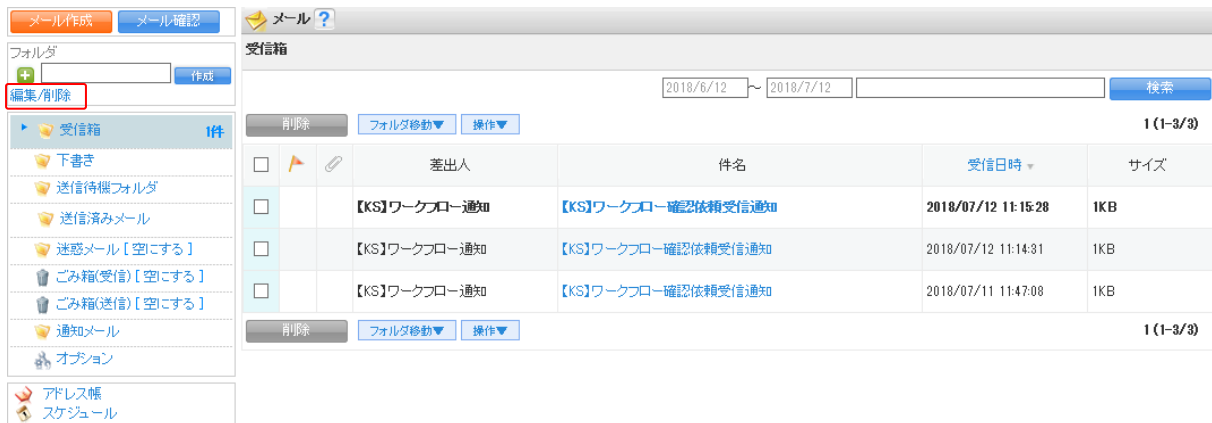 メール作成 メール確認
フォルダ
作成
編集/削除
受信箱 1件
下書き
送信待機フォルダ
送信済みメール
迷惑メール [ 空にする ]
ごみ箱(受信) [ 空にする ]
ごみ箱(送信) [ 空にする ]
通知メール
オプション
アドレス帳
スケジュール
メール ?
受信箱
2018/6/12 ～ 2018/7/12 検索
削除 フォルダ移動▼ 操作▼ 1 (1-3/3)
差出人 件名 受信日時 サイズ
【KS】ワークフロー通知 【KS】ワークフロー確認依頼受信通知 2018/07/12 11:15:28 1KB
【KS】ワークフロー通知 【KS】ワークフロー確認依頼受信通知 2018/07/12 11:14:31 1KB
【KS】ワークフロー通知 【KS】ワークフロー確認依頼受信通知 2018/07/11 11:47:08 1KB
削除 フォルダ移動▼ 操作▼ 1 (1-3/3)